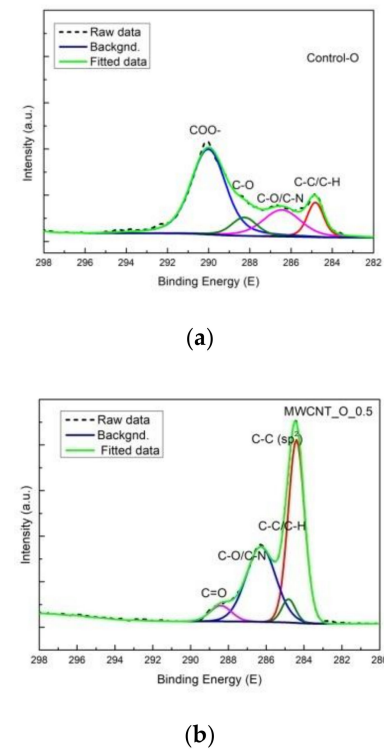 Raw data
Backgnd.
Fitted data
Control-O
COO-
C-O
C-O/C-N
C-C/C-H
Intensity (a.u.)
298 296 294 292 290 288 286 284 282
Binding Energy (E)
(a)
Raw data
Backgnd.
Fitted data
MWCNT_O_0.5
C-C (sp²)
C-C/C-H
C-O/C-N
C=O
Intensity (a.u.)
298 296 294 292 290 288 286 284 282 280
Binding Energy (E)
(b)